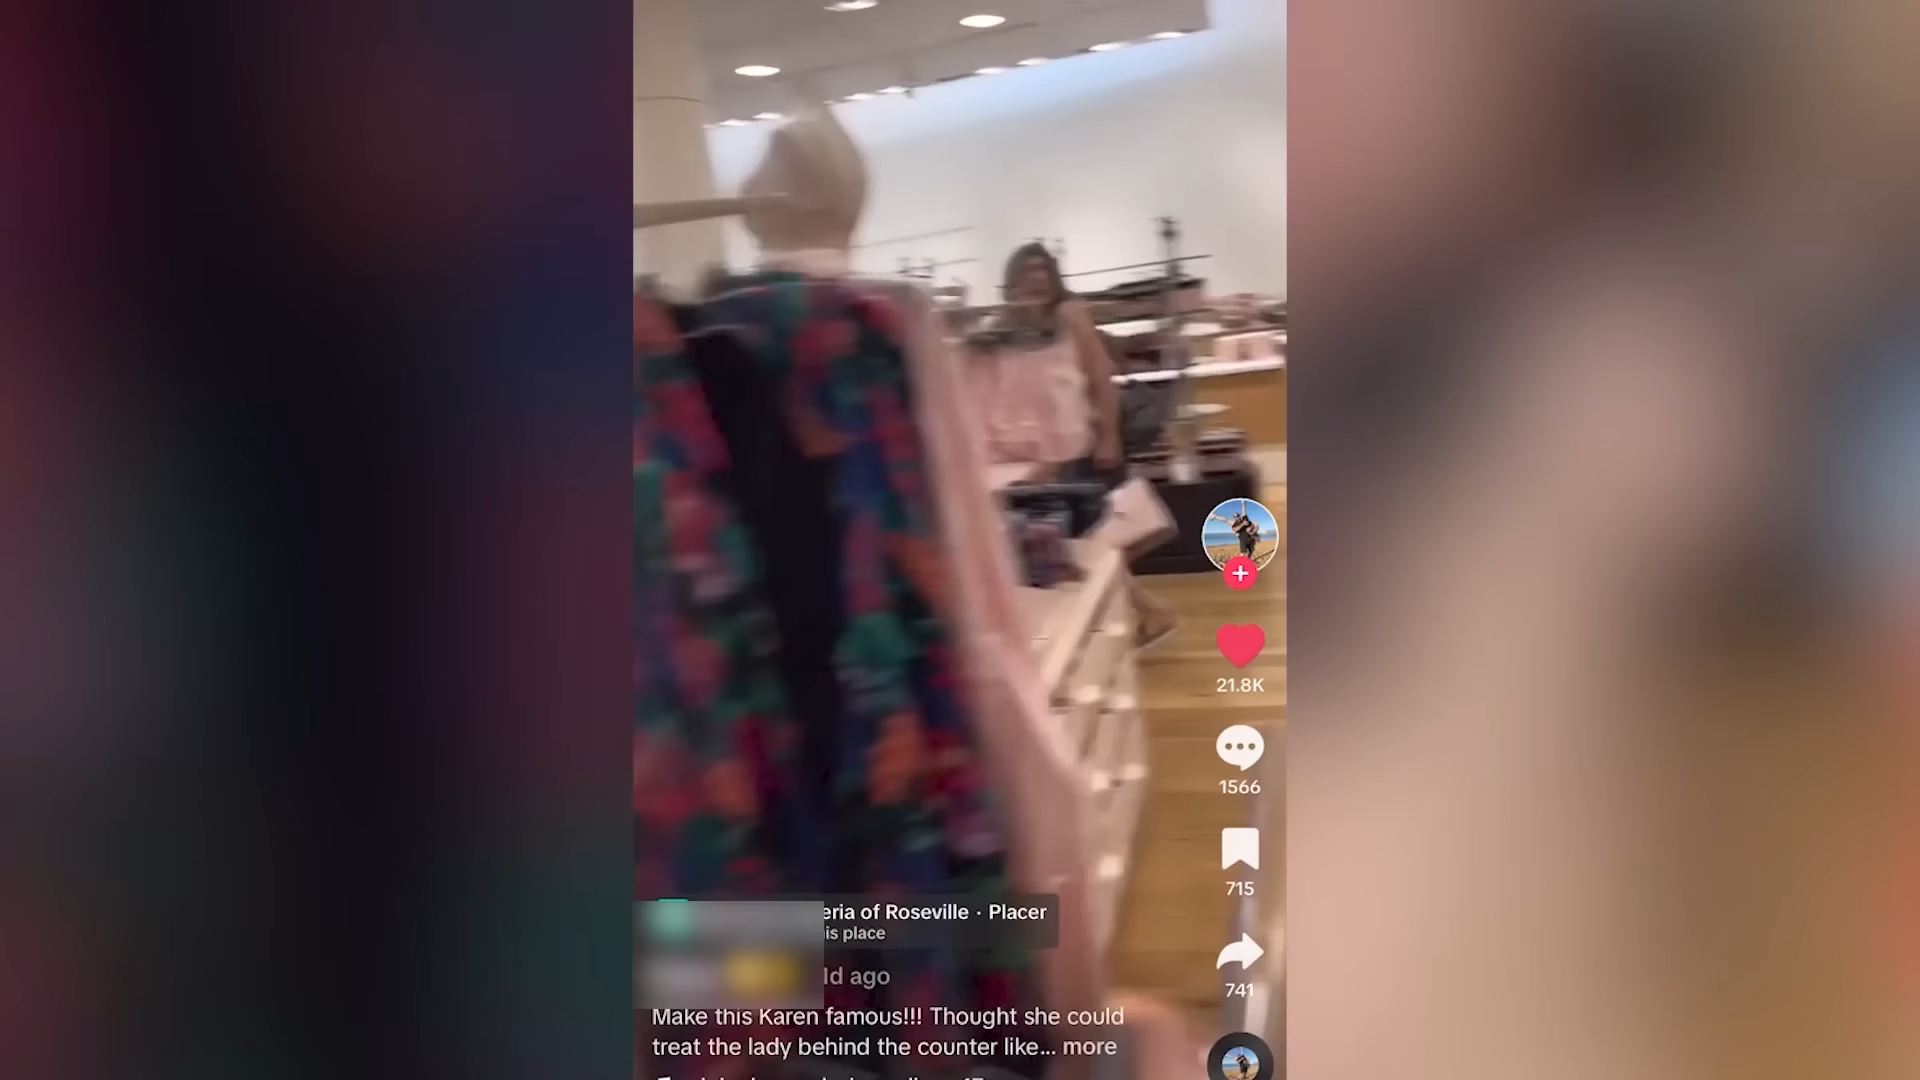 21.8K
1566
715
741
eria of Roseville · Placer
is place
1d ago
Make this Karen famous!!! Thought she could
treat the lady behind the counter like... more